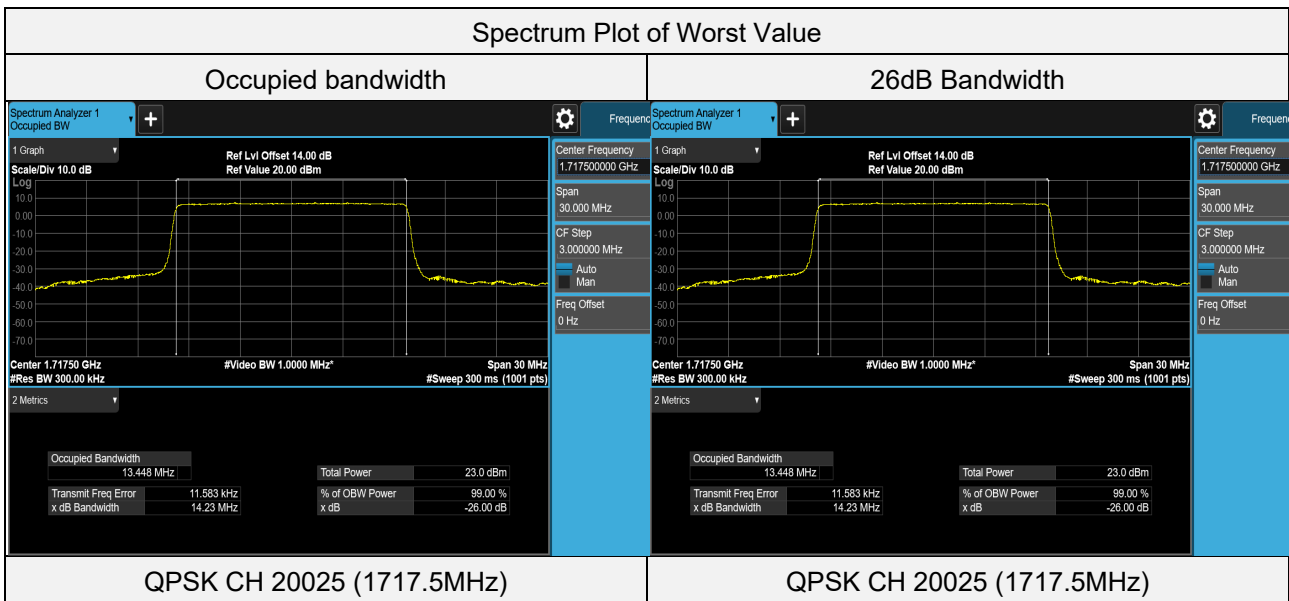 Spectrum Plot of Worst Value
Occupied bandwidth
26dB Bandwidth
Spectrum Analyzer 1
Occupied BW
+
Frequenc
1 Graph
Scale/Div 10.0 dB
Ref Lvl Offset 14.00 dB
Ref Value 20.00 dBm
Log
10.0
0.00
-10.0
-20.0
-30.0
-40.0
-50.0
-60.0
-70.0
Center 1.71750 GHz
#Video BW 1.0000 MHz*
Span 30 MHz
#Res BW 300.00 kHz
#Sweep 300 ms (1001 pts)
Center Frequency
1.717500000 GHz
Span
30.000 MHz
CF Step
3.000000 MHz
Auto
Man
Freq Offset
0 Hz
2 Metrics
Occupied Bandwidth
13.448 MHz
Total Power 23.0 dBm
Transmit Freq Error 11.583 kHz
% of OBW Power 99.00 %
x dB Bandwidth 14.23 MHz
x dB -26.00 dB
Spectrum Analyzer 1
Occupied BW
+
Frequen
1 Graph
Scale/Div 10.0 dB
Ref Lvl Offset 14.00 dB
Ref Value 20.00 dBm
Log
10.0
0.00
-10.0
-20.0
-30.0
-40.0
-50.0
-60.0
-70.0
Center 1.71750 GHz
#Video BW 1.0000 MHz*
Span 30 MHz
#Res BW 300.00 kHz
#Sweep 300 ms (1001 pts)
Center Frequency
1.717500000 GHz
Span
30.000 MHz
CF Step
3.000000 MHz
Auto
Man
Freq Offset
0 Hz
2 Metrics
Occupied Bandwidth
13.448 MHz
Total Power 23.0 dBm
Transmit Freq Error 11.583 kHz
% of OBW Power 99.00 %
x dB Bandwidth 14.23 MHz
x dB -26.00 dB
QPSK CH 20025 (1717.5MHz)
QPSK CH 20025 (1717.5MHz)